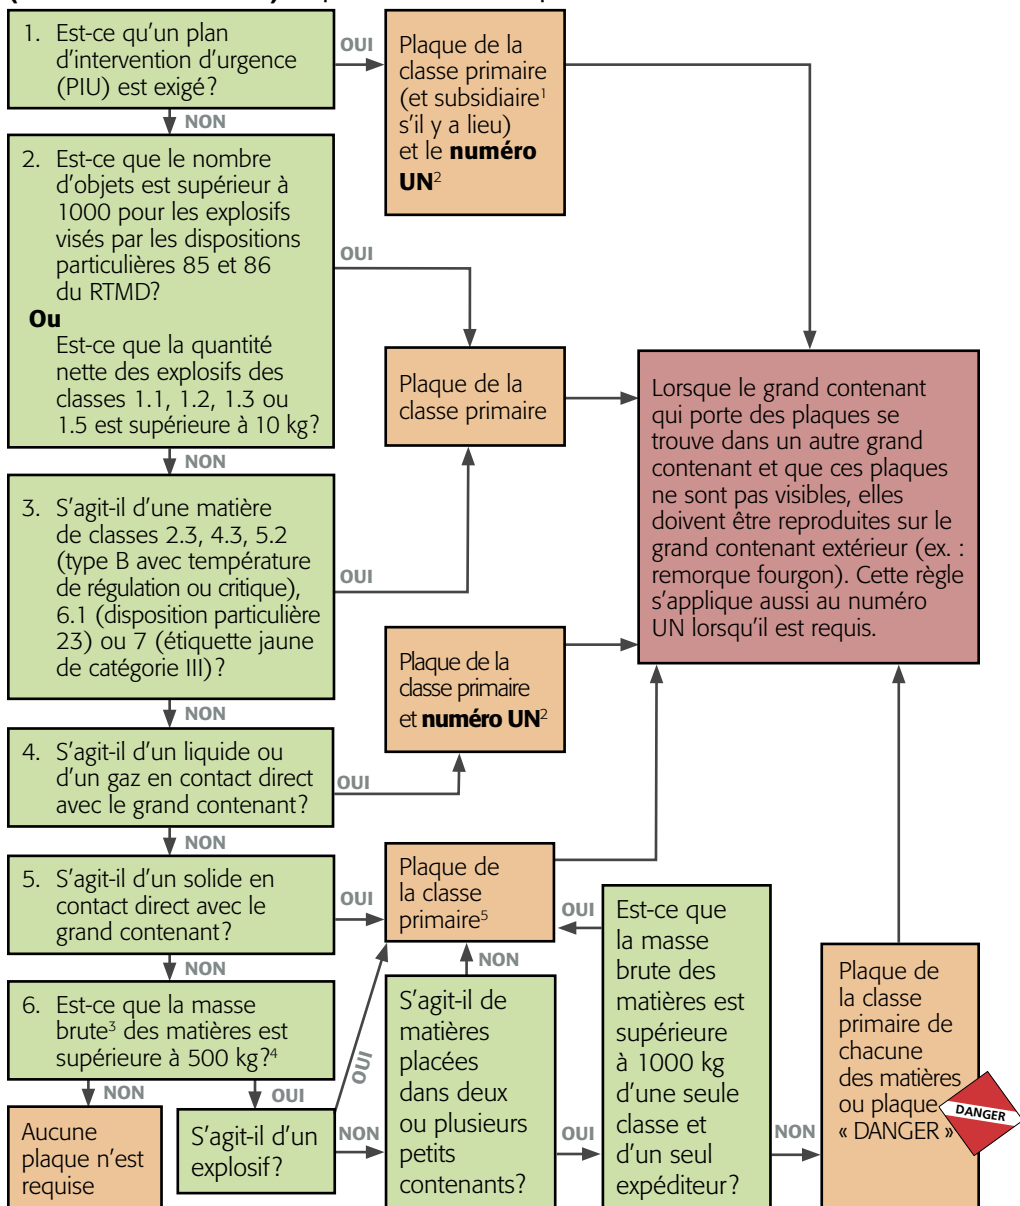 1. Est-ce qu'un plan
d'intervention d'urgence
(PIU) est exigé?
OUI
Plaque de la
classe primaire
(et subsidiaire¹
s'il y a lieu)
et le numéro
UN²
NON
2. Est-ce que le nombre
d'objets est supérieur à
1000 pour les explosifs
visés par les dispositions
particulières 85 et 86
du RTMD?
Ou
Est-ce que la quantité
nette des explosifs des
classes 1.1, 1.2, 1.3 ou
1.5 est supérieure à 10 kg?
OUI
Plaque de la
classe primaire
Lorsque le grand contenant
qui porte des plaques se
trouve dans un autre grand
contenant et que ces plaques
ne sont pas visibles, elles
doivent être reproduites sur le
grand contenant extérieur (ex. :
remorque fourgon). Cette règle
s'applique aussi au numéro
UN lorsqu'il est requis.
NON
3. S'agit-il d'une matière
de classes 2.3, 4.3, 5.2
(type B avec température
de régulation ou critique),
6.1 (disposition particulière
23) ou 7 (étiquette jaune
de catégorie III)?
OUI
Plaque de la
classe primaire
et numéro UN²
NON
4. S'agit-il d'un liquide ou
d'un gaz en contact direct
avec le grand contenant?
OUI
NON
5. S'agit-il d'un solide en
contact direct avec le
grand contenant?
OUI
Plaque de
la classe
primaire⁵
NON
6. Est-ce que la masse
brute³ des matières est
supérieure à 500 kg?⁴
NON
Aucune
plaque n'est
requise
OUI
S'agit-il d'un
explosif?
OUI
NON
S'agit-il de
matières
placées
dans deux
ou plusieurs
petits
contenants?
NON
OUI
Est-ce que
la masse
brute des
matières est
supérieure
à 1000 kg
d'une seule
classe et
d'un seul
expéditeur?
OUI
NON
Plaque de
la classe
primaire de
chacune
des matières
ou plaque
« DANGER »
DANGER